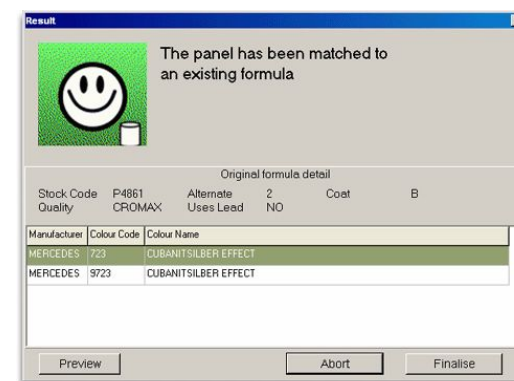 Result
The panel has been matched to
an existing formula
Original formula detail
Stock Code P4861 Alternate 2 Coat B
Quality CROMAX Uses Lead NO
Manufacturer Colour Code Colour Name
MERCEDES 723 CUBANITSILBER EFFECT
MERCEDES 9723 CUBANITSILBER EFFECT
Preview Abort Finalise